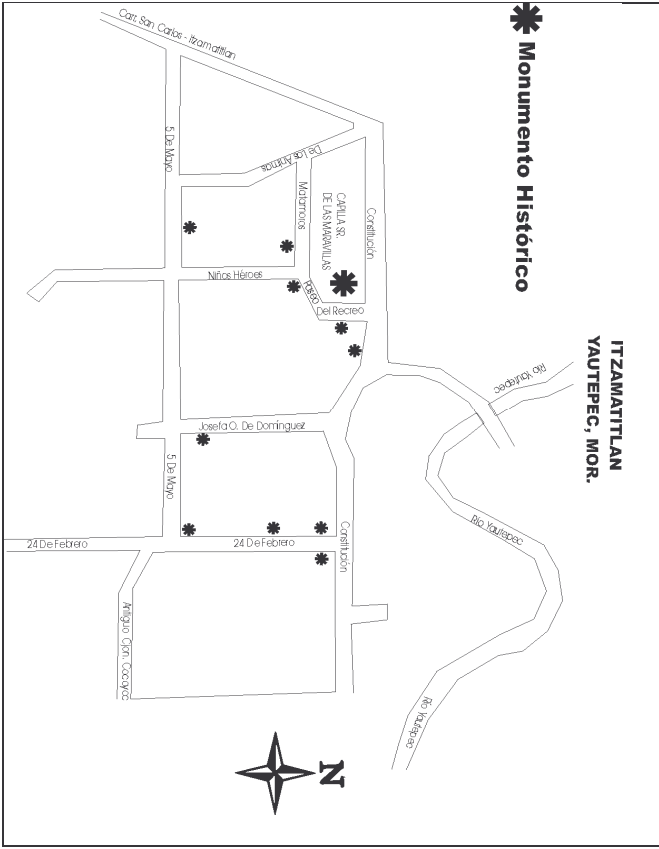 Monumento Histórico
ITZAMATITLAN
YAUTEPEC, MOR.
Carr. San Carlos - Itzamatitlan
5 De Mayo
De Las Animas
Matamoros
CAPILLA SR.
DE LAS MARAVILLAS
Constitución
Niños Héroes
Paseo
Del Recreo
Río Yautepec
Josefa O. De Dominguez
5 De Mayo
Río Yautepec
24 De Febrero
24 De Febrero
Constitución
Antiguo Cjon. Cocoyoc
Río Yautepec
N